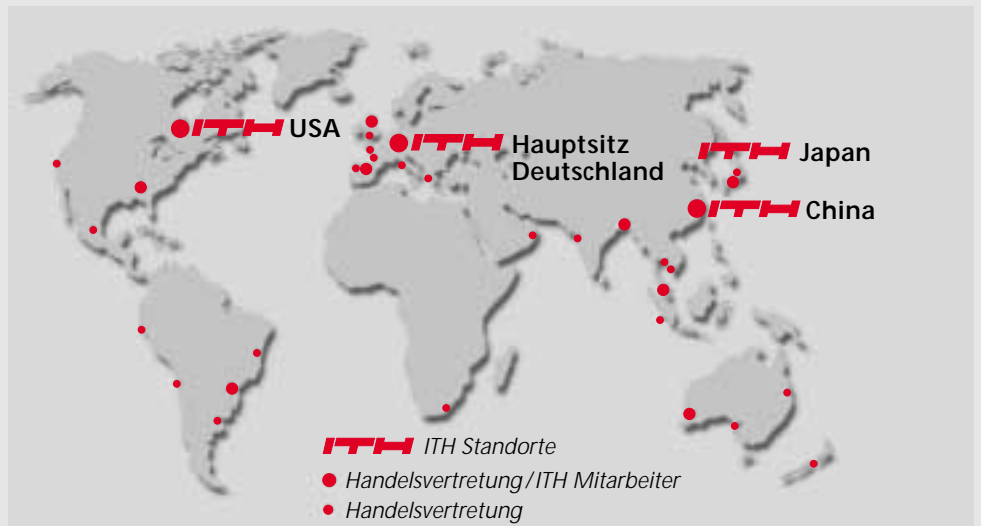 ITH USA
ITH Hauptsitz
Deutschland
ITH Japan
ITH China
ITH ITH Standorte
Handelsvertretung/ITH Mitarbeiter
Handelsvertretung